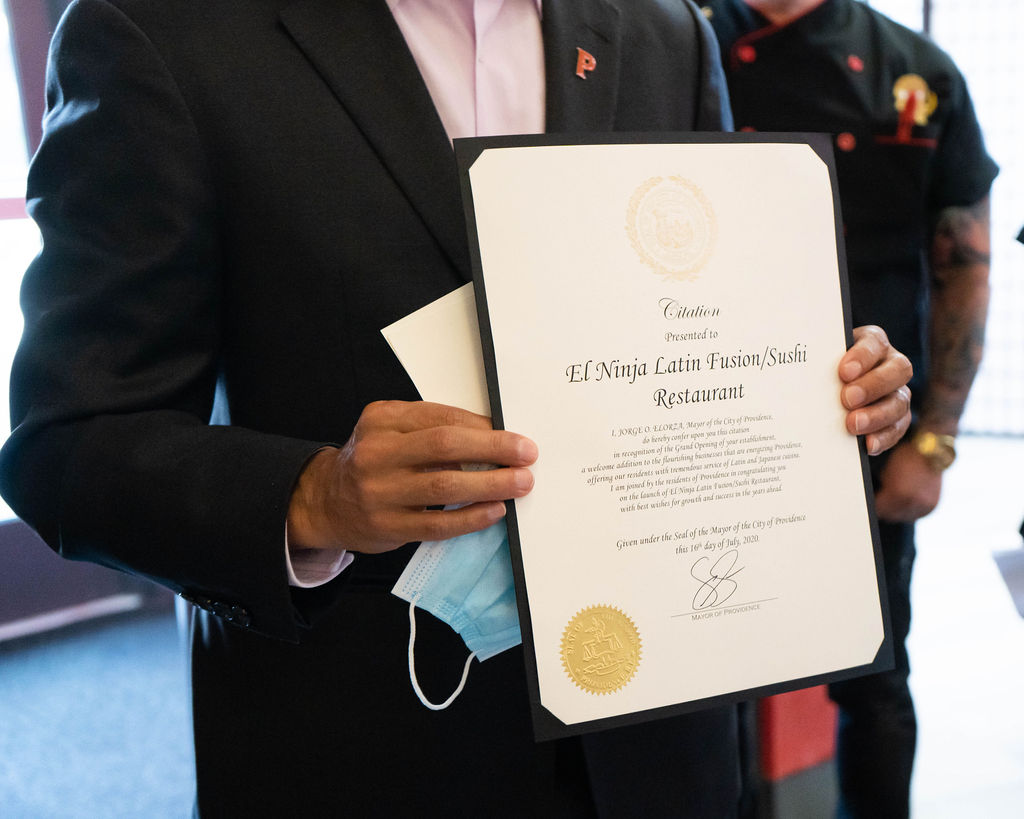 P
Citation
Presented to
El Ninja Latin Fusion/Sushi
Restaurant
I, JORGE O. ELORZA, Mayor of the City of Providence,
do hereby confer upon you this citation
in recognition of the Grand Opening of your establishment,
a welcome addition to the flourishing businesses that are energizing Providence,
offering our residents with tremendous service of Latin and Japanese cuisine.
I am joined by the residents of Providence in congratulating you
on the launch of El Ninja Latin Fusion/Sushi Restaurant,
with best wishes for growth and success in the years ahead.
Given under the Seal of the Mayor of the City of Providence
this 16th day of July, 2020.
MAYOR OF PROVIDENCE